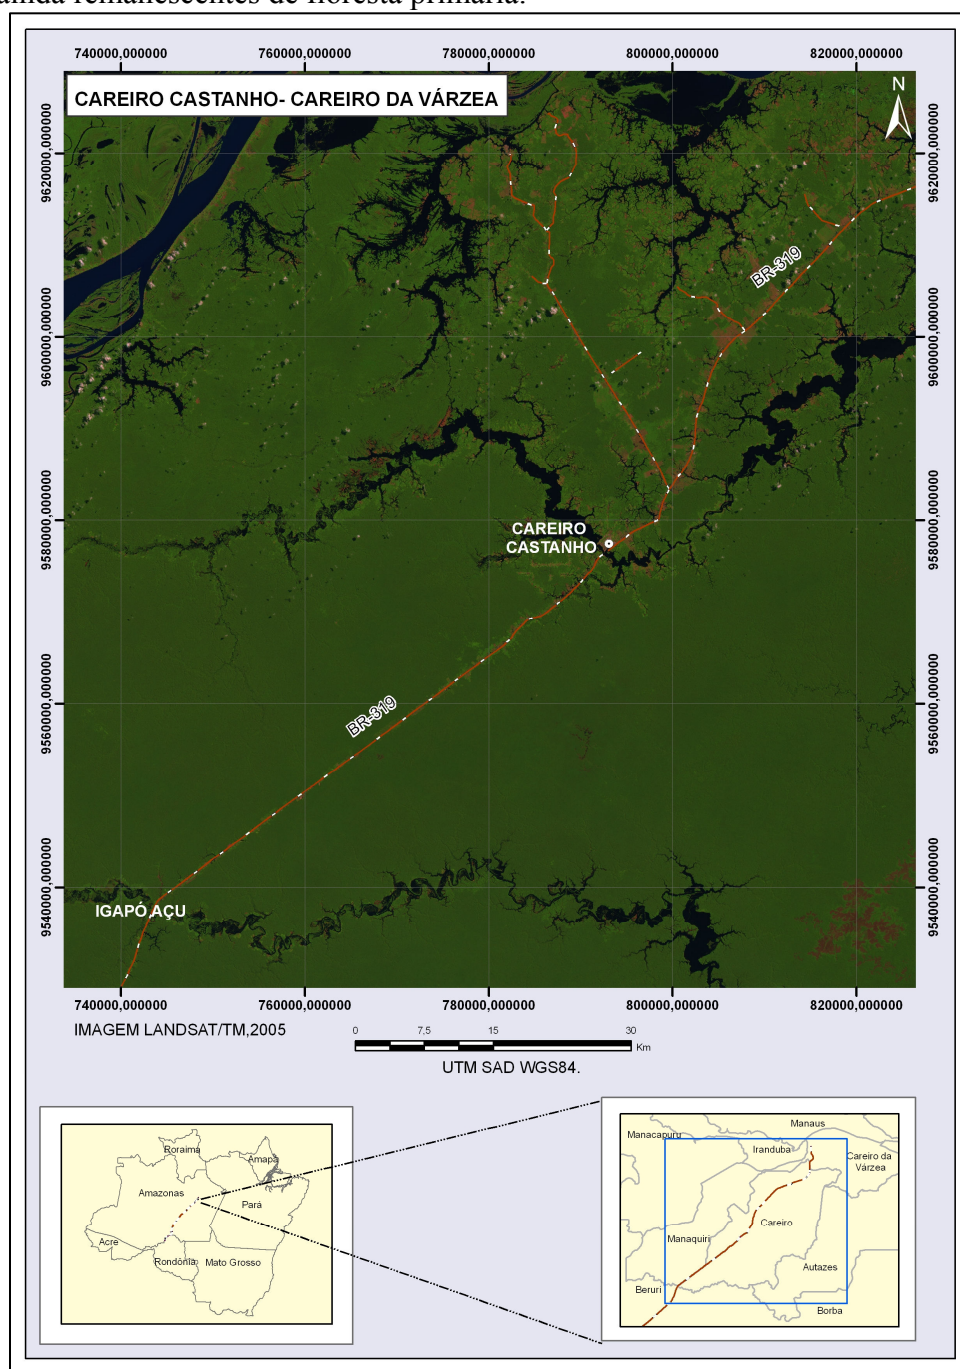 ainda remanescentes de floresta primária.
740000,000000 760000,000000 780000,000000 800000,000000 820000,000000
CAREIRO CASTANHO- CAREIRO DA VÁRZEA
N
9620000,000000 9620000,000000
BR-319
9600000,000000 9600000,000000
CAREIRO
CASTANHO
9580000,000000 9580000,000000
BR-319
9560000,000000 9560000,000000
9540000,000000 9540000,000000
IGAPÓ AÇU
740000,000000 760000,000000 780000,000000 800000,000000 820000,000000
IMAGEM LANDSAT/TM,2005
0 7,5 15 30
Km
UTM SAD WGS84.
Roraima
Amapá
Amazonas
Pará
Acre
Rondônia
Mato Grosso
Manaus
Manacapuru
Iranduba
Careiro da
Várzea
Careiro
Manaquiri
Autazes
Beruri
Borba